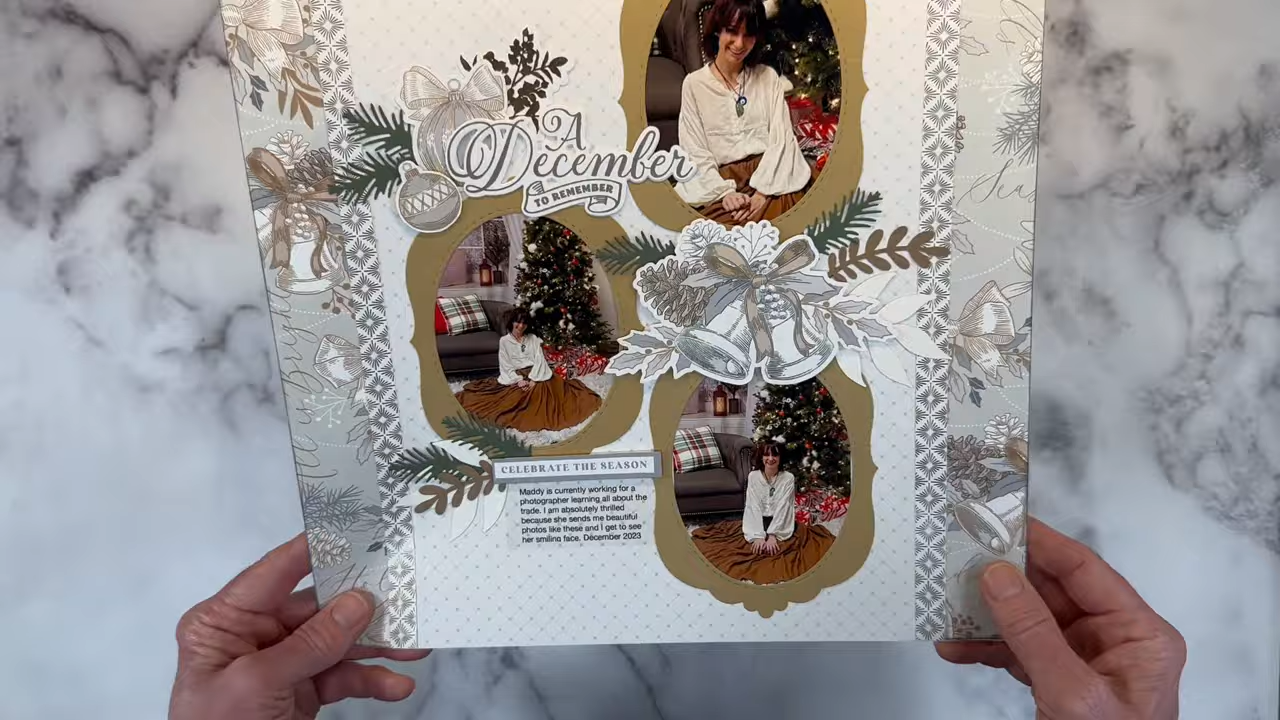 A
December
TO REMEMBER
CELEBRATE THE SEASON
Maddy is currently working for a
photographer learning all about the
trade. I am absolutely thrilled
because she sends me beautiful
photos like these and I get to see
her smiling face. December 2023